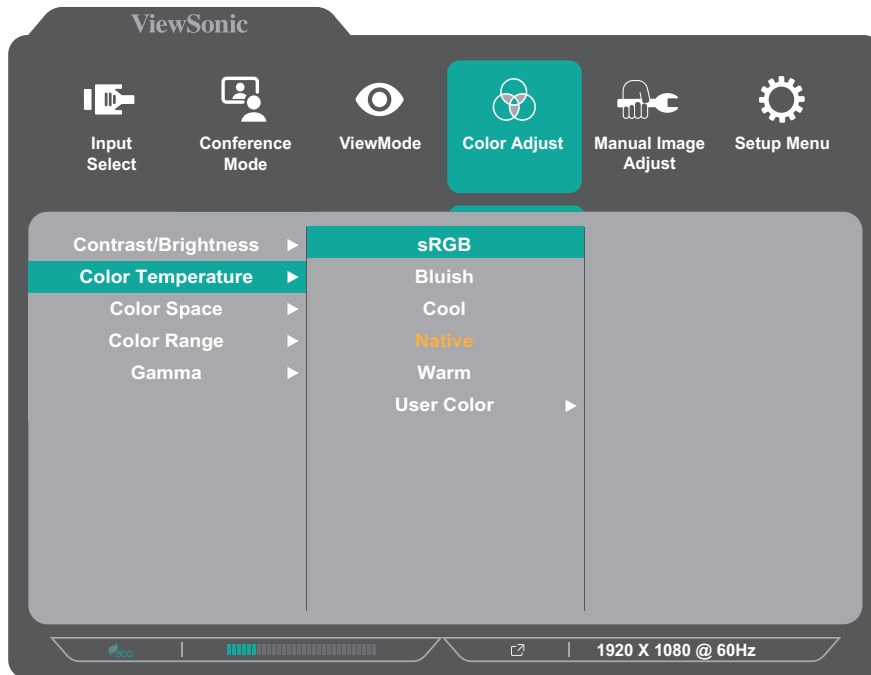 ViewSonic
Input
Select
Conference
Mode
ViewMode
Color Adjust
Manual Image
Adjust
Setup Menu
Contrast/Brightness
sRGB
Color Temperature
Bluish
Color Space
Cool
Color Range
Native
Gamma
Warm
User Color
eco
1920 X 1080 @ 60Hz